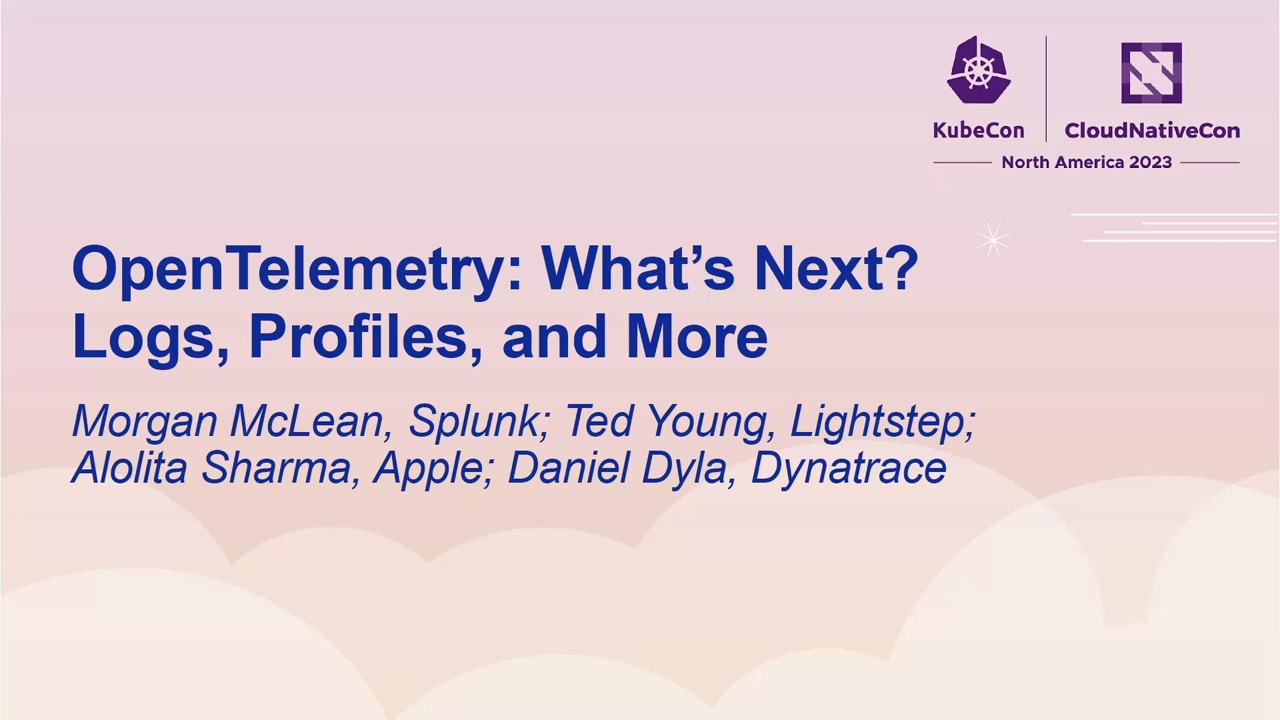 KubeCon
CloudNativeCon
North America 2023
OpenTelemetry: What's Next?
Logs, Profiles, and More
Morgan McLean, Splunk; Ted Young, Lightstep;
Alolita Sharma, Apple; Daniel Dyla, Dynatrace